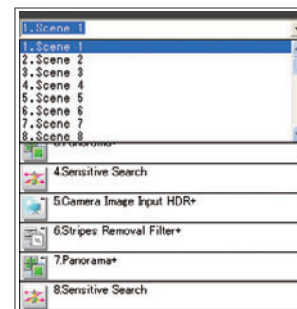 1.Scene 1
1.Scene 1
2.Scene 2
3.Scene 3
4.Scene 4
5.Scene 5
6.Scene 6
7.Scene 7
8.Scene 8
3.Panorama+
4.Sensitive Search
5.Camera Image Input HDR+
6.Stripes Removal Filter+
7.Panorama+
8.Sensitive Search